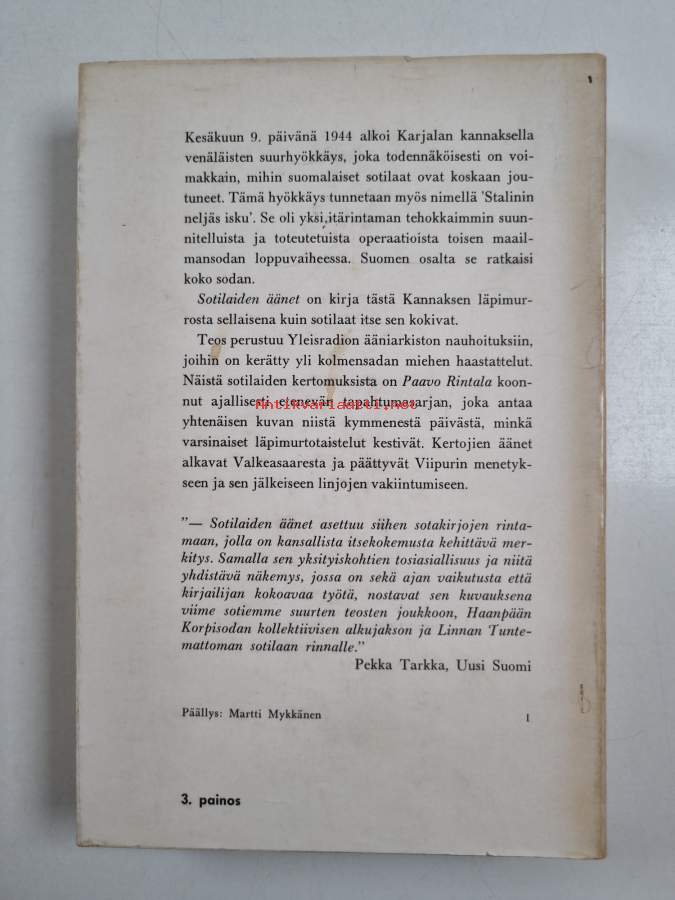 Kesäkuun 9. päivänä 1944 alkoi Karjalan kannaksella
venäläisten suurhyökkäys, joka todennäköisesti on voi-
makkain, mihin suomalaiset sotilaat ovat koskaan jou-
tuneet. Tämä hyökkäys tunnetaan myös nimellä 'Stalinin
neljäs isku'. Se oli yksi itärintaman tehokkaimmin suun-
nitelluista ja toteutetuista operaatioista toisen maail-
mansodan loppuvaiheessa. Suomen osalta se ratkaisi
koko sodan.
Sotilaiden äänet on kirja tästä Kannaksen läpimur-
rosta sellaisena kuin sotilaat itse sen kokivat.
Teos perustuu Yleisradion ääniarkiston nauhoituksiin,
joihin on kerätty yli kolmensadan miehen haastattelut.
Näistä sotilaiden kertomuksista on Paavo Rintala koon-
nut ajallisesti etenevän tapahtumasarjan, joka antaa
Antikvariaatti.net
yhtenäisen kuvan niistä kymmenestä päivästä, minkä
varsinaiset läpimurtotaistelut kestivät. Kertojien äänet
alkavat Valkeasaaresta ja päättyvät Viipurin menetyk-
seen ja sen jälkeiseen linjojen vakiintumiseen.
"— Sotilaiden äänet asettuu siihen sotakirjojen rinta-
maan, jolla on kansallista itsekokemusta kehittävä mer-
kitys. Samalla sen yksityiskohtien tosiasiallisuus ja niitä
yhdistävä näkemys, jossa on sekä ajan vaikutusta että
kirjailijan kokoavaa työtä, nostavat sen kuvauksena
viime sotiemme suurten teosten joukkoon, Haanpään
Korpisodan kollektiivisen alkujakson ja Linnan Tunte-
mattoman sotilaan rinnalle."
Pekka Tarkka, Uusi Suomi
Päällys: Martti Mykkänen
1
3. painos